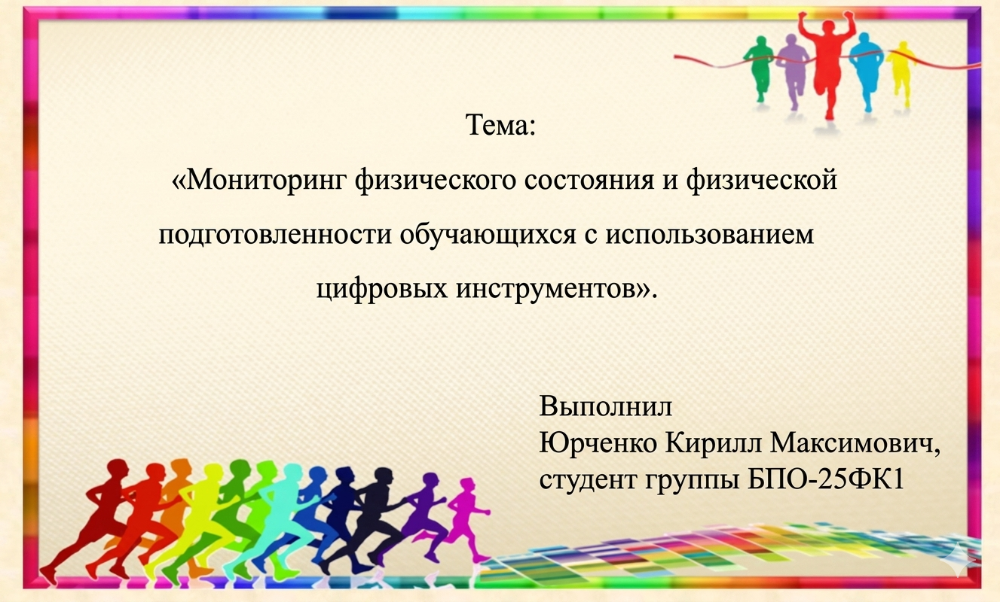 Тема:
«Мониторинг физического состояния и физической
подготовленности обучающихся с использованием
цифровых инструментов».
Выполнил
Юрченко Кирилл Максимович,
студент группы БПО-25ФК1